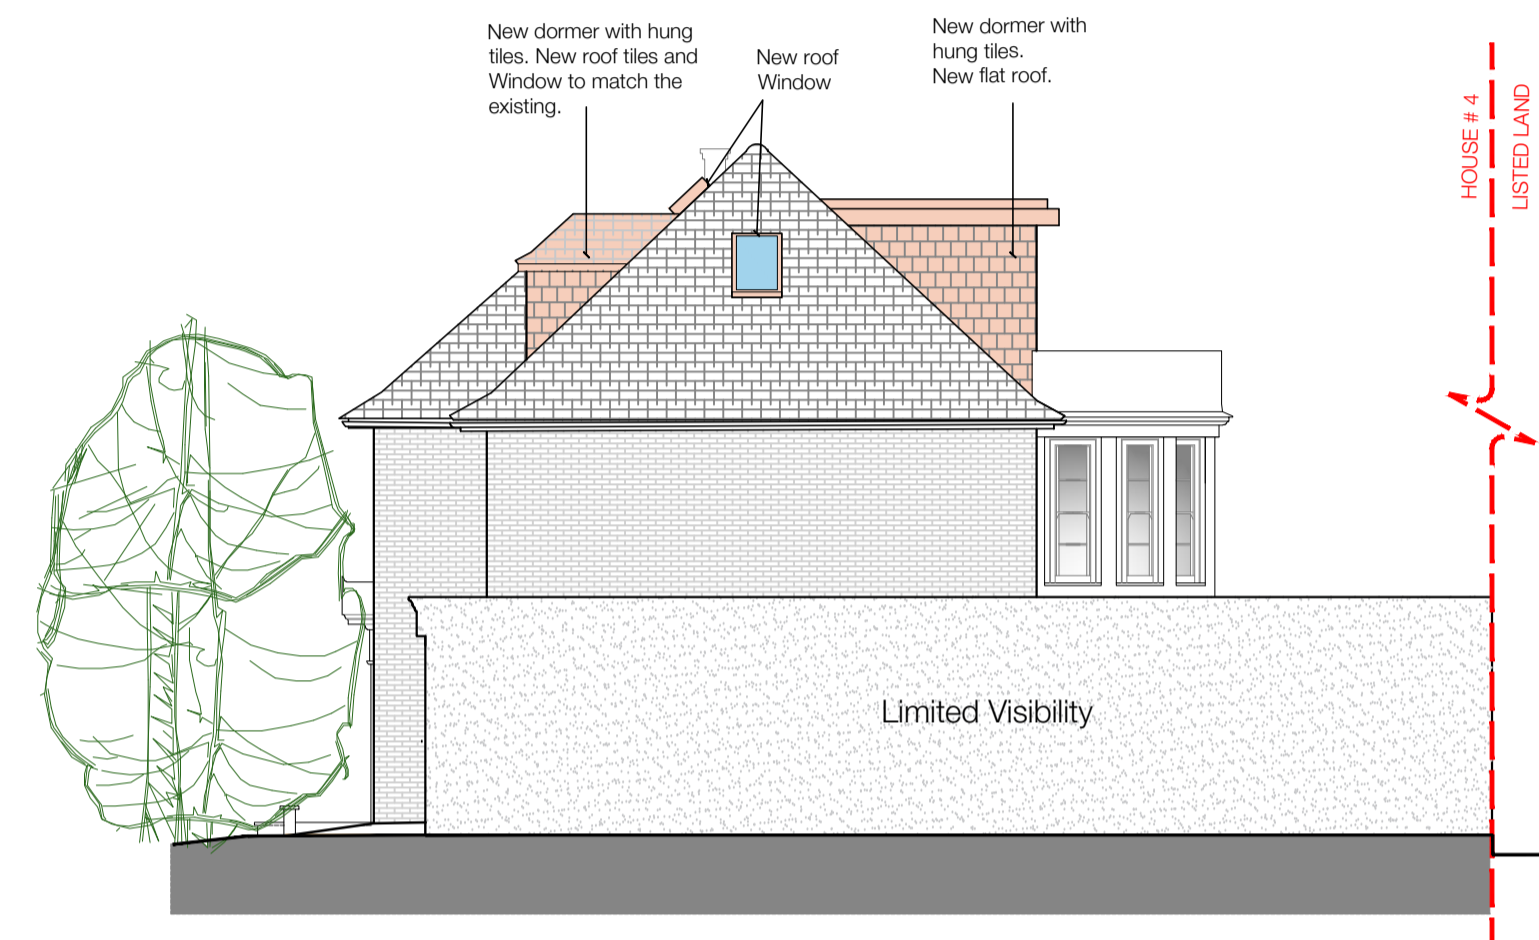 New dormer with hung
tiles. New roof tiles and
Window to match the
existing.
New roof
Window
New dormer with
hung tiles.
New flat roof.
HOUSE # 4
LISTED LAND
Limited Visibility